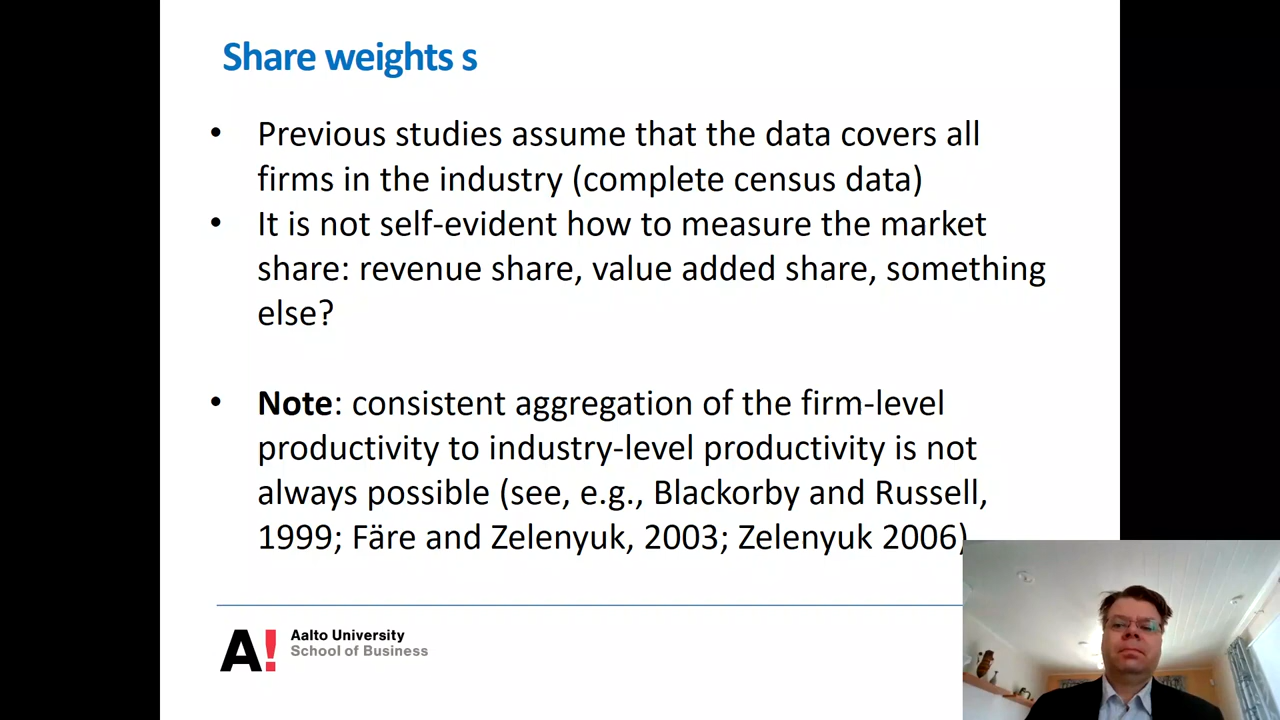 Share weights s
• Previous studies assume that the data covers all
firms in the industry (complete census data)
• It is not self-evident how to measure the market
share: revenue share, value added share, something
else?
• Note: consistent aggregation of the firm-level
productivity to industry-level productivity is not
always possible (see, e.g., Blackorby and Russell,
1999; Färe and Zelenyuk, 2003; Zelenyuk 2006)
A! Aalto University
School of Business